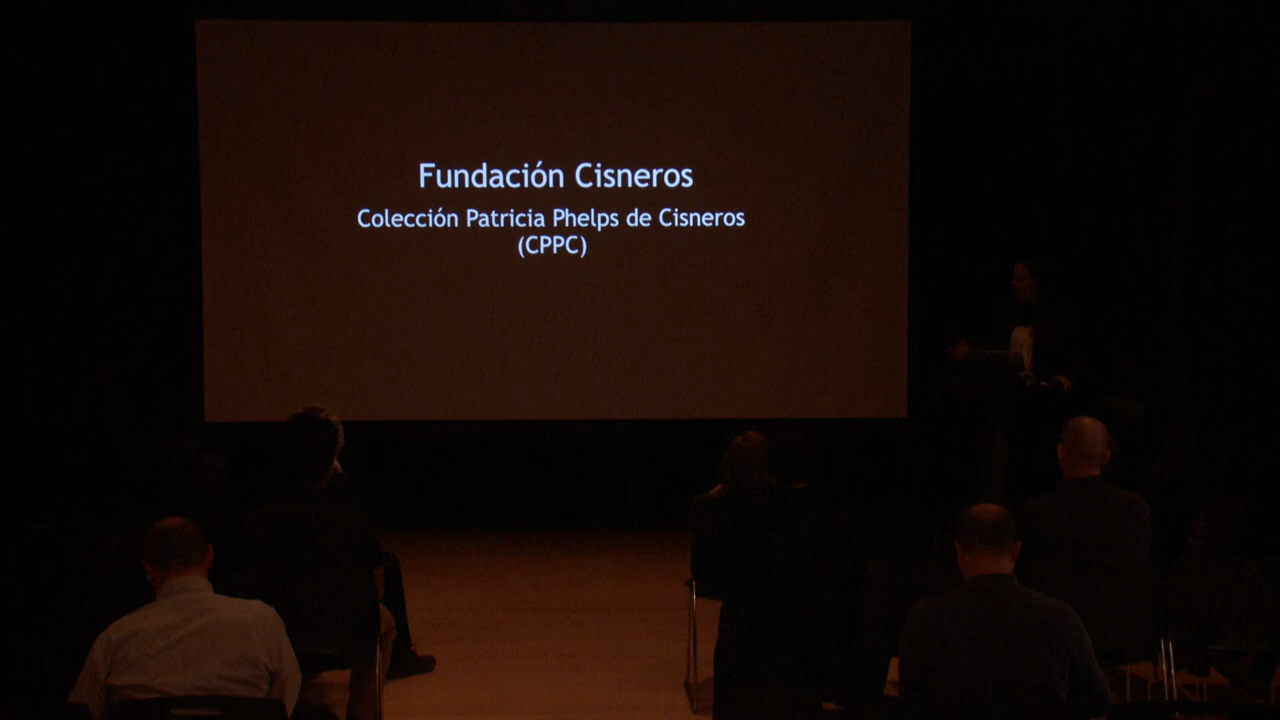 Fundación Cisneros
Colección Patricia Phelps de Cisneros
(CPPC)